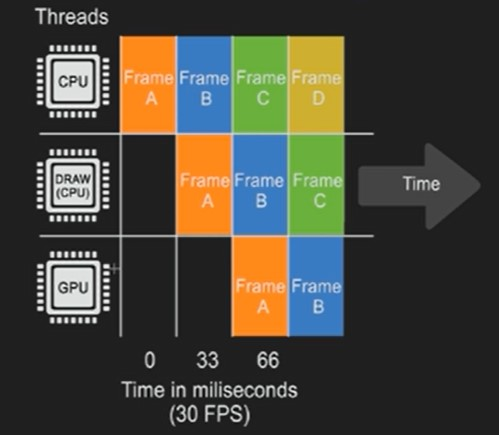 Threads
CPU
Frame A
Frame B
Frame C
Frame D
DRAW
(CPU)
Frame A
Frame B
Frame C
Time
GPU
Frame A
Frame B
0 33 66
Time in miliseconds
(30 FPS)